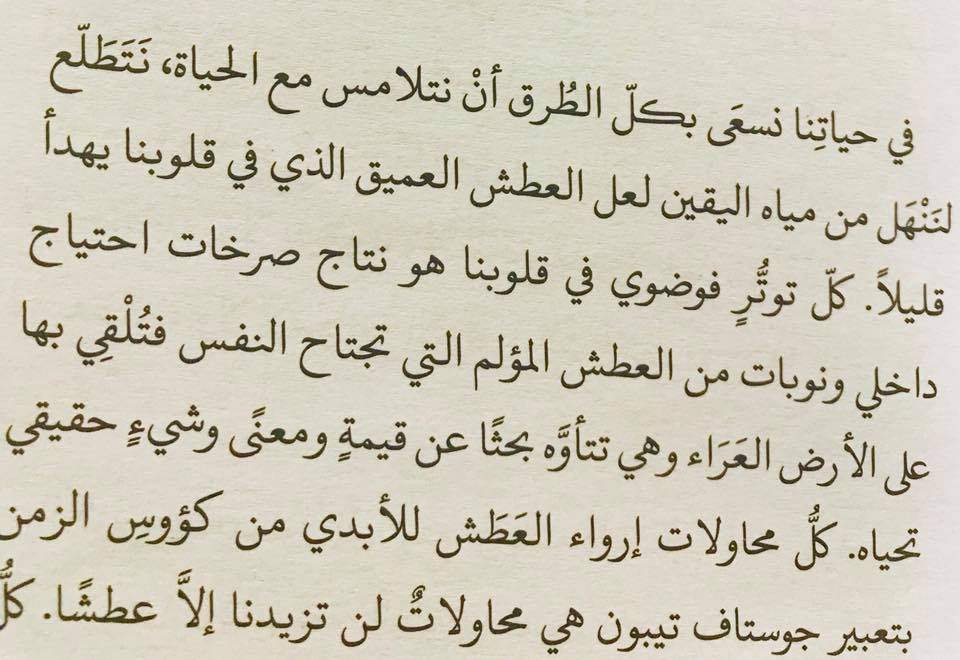 في حياتِنا نسعَى بكلّ الطُرق أنْ نتلامس مع الحياة، نَتَطَلّع
لنَنْهَل من مياه اليقين لعل العطش العميق الذي في قلوبنا يهدأ
قليلاً. كلّ توتُّرٍ فوضوي في قلوبنا هو نتاج صرخات احتياج
داخلي ونوبات من العطش المؤلم التي تجتاح النفس فتُلْقِي بها
على الأرض العَرَاء وهي تتأوَّه بحثًا عن قيمةٍ ومعنًى وشيءٍ حقيقي
تحياه. كلُّ محاولات إرواء العَطَش للأبدي من كؤوسِ الزمن
بتعبير جوستاف تيبون هي محاولاتٌ لن تزيدنا إلاَّ عطشًا. كلُّ